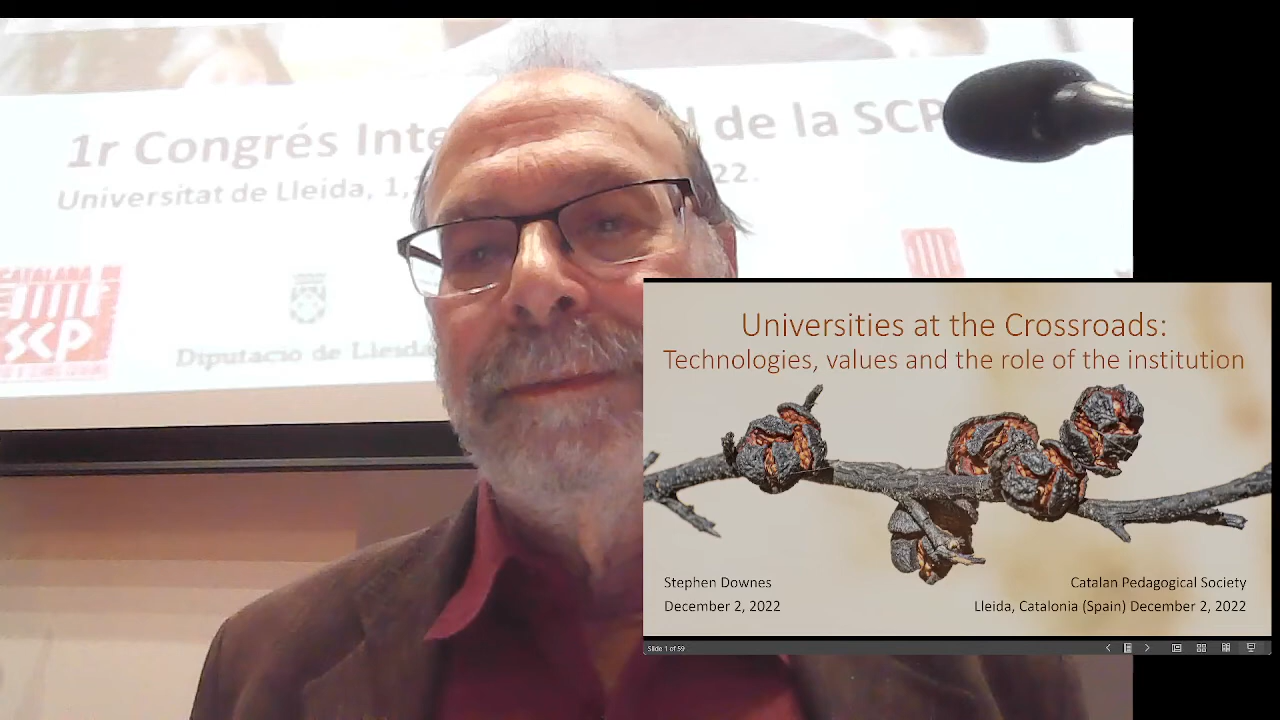 1r Congrés Inte
l de la SCP
Universitat de Lleida, 1,
22.
CATALANA
SCP
Diputació de Lleida
Universities at the Crossroads:
Technologies, values and the role of the institution
Stephen Downes
December 2, 2022
Catalan Pedagogical Society
Lleida, Catalonia (Spain) December 2, 2022
Slide 1 of 59